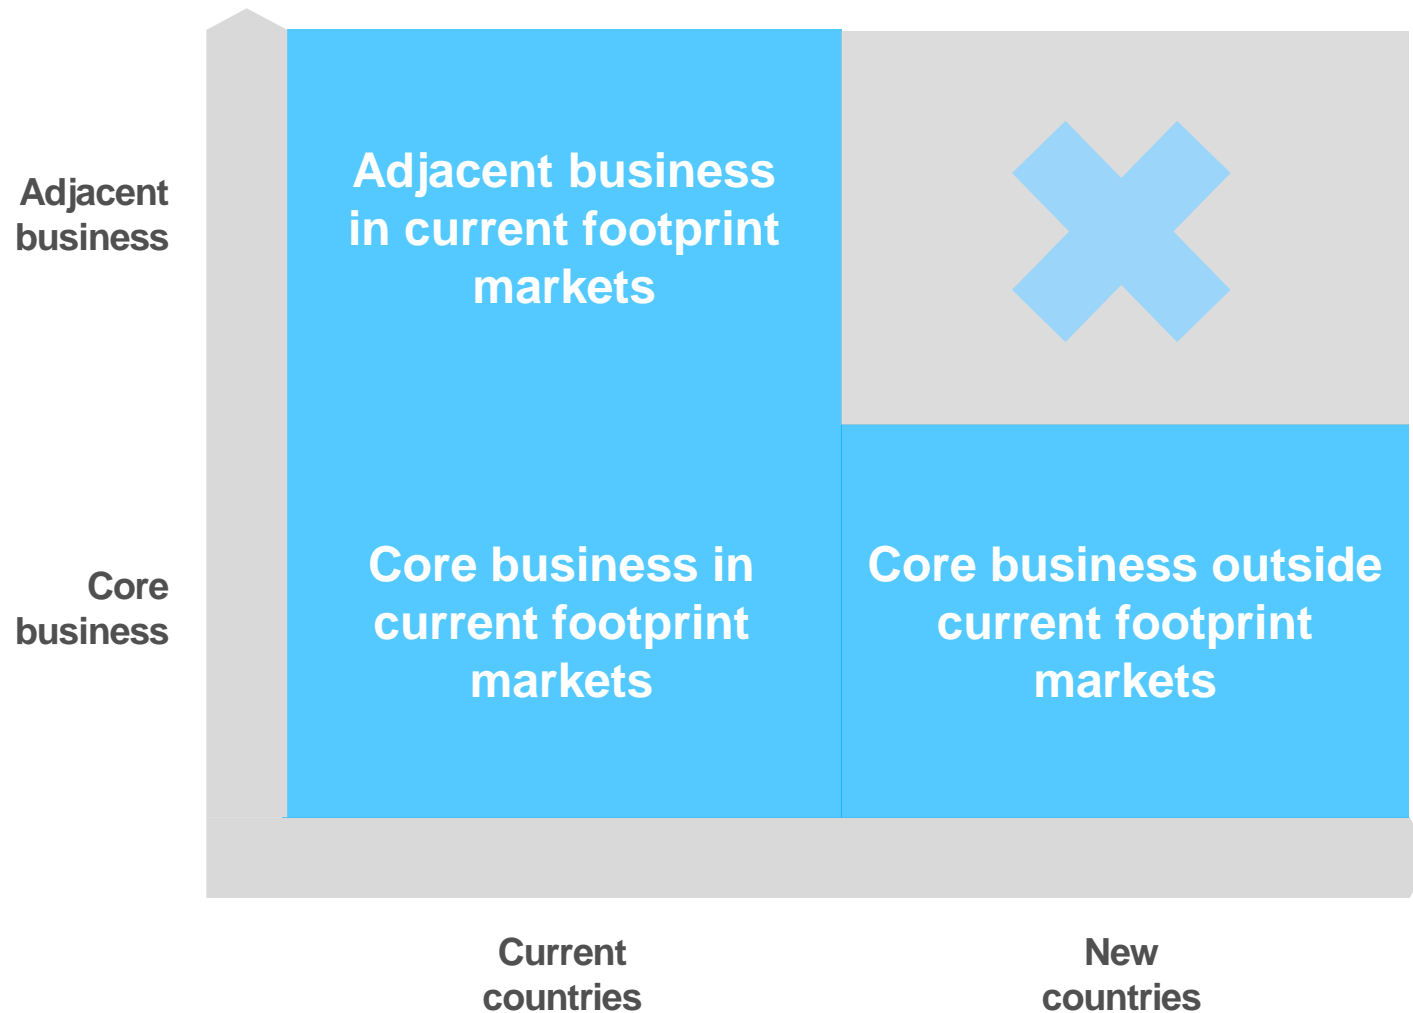 Adjacent
business
Adjacent business
in current footprint
markets
Core
business
Core business in
current footprint
markets
Core business outside
current footprint
markets
Current
countries
New
countries